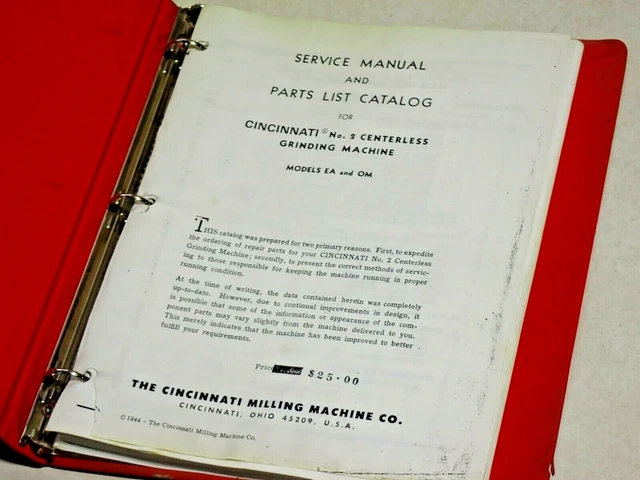 SERVICE MANUAL
AND
PARTS LIST CATALOG
FOR
CINCINNATI® No. 2 CENTERLESS
GRINDING MACHINE
MODELS EA and OM
THIS catalog was prepared for two primary reasons. First, to expedite
the ordering of repair parts for your CINCINNATI No. 2 Centerless
Grinding Machine; secondly, to present the correct methods of servic-
ing to those responsible for keeping the machine running in proper
running condition.
At the time of writing, the data contained herein was completely
up-to-date. However, due to continual improvements in design, it
is possible that some of the information or appearance of the com-
ponent parts may vary slightly from the machine delivered to you.
This merely indicates that the machine has been improved to better
fulfill your requirements.
Price $25.00
THE CINCINNATI MILLING MACHINE CO.
CINCINNATI, OHIO 45209, U.S.A.
©1944 - The Cincinnati Milling Machine Co.